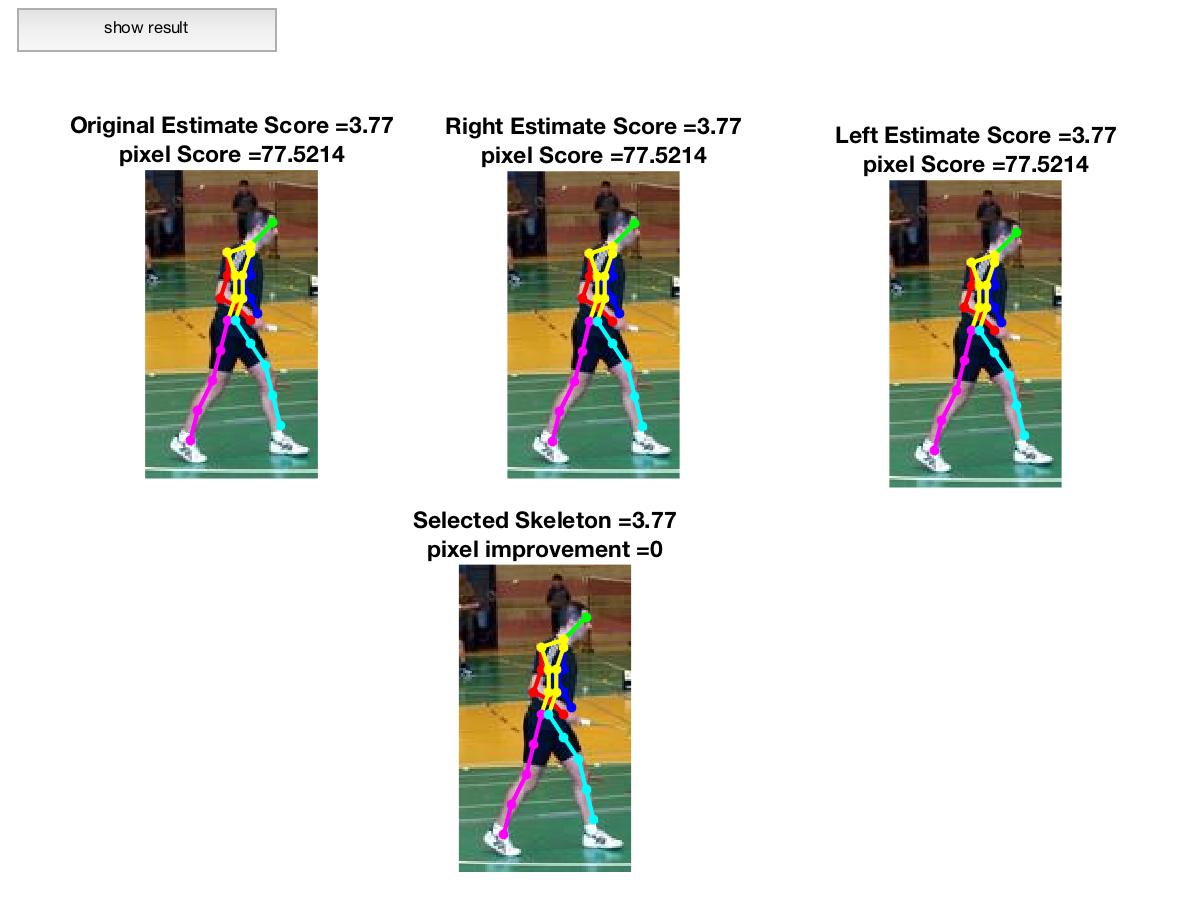 show result
Original Estimate Score =3.77
pixel Score =77.5214
Right Estimate Score =3.77
pixel Score =77.5214
Left Estimate Score =3.77
pixel Score =77.5214
Selected Skeleton =3.77
pixel improvement =0